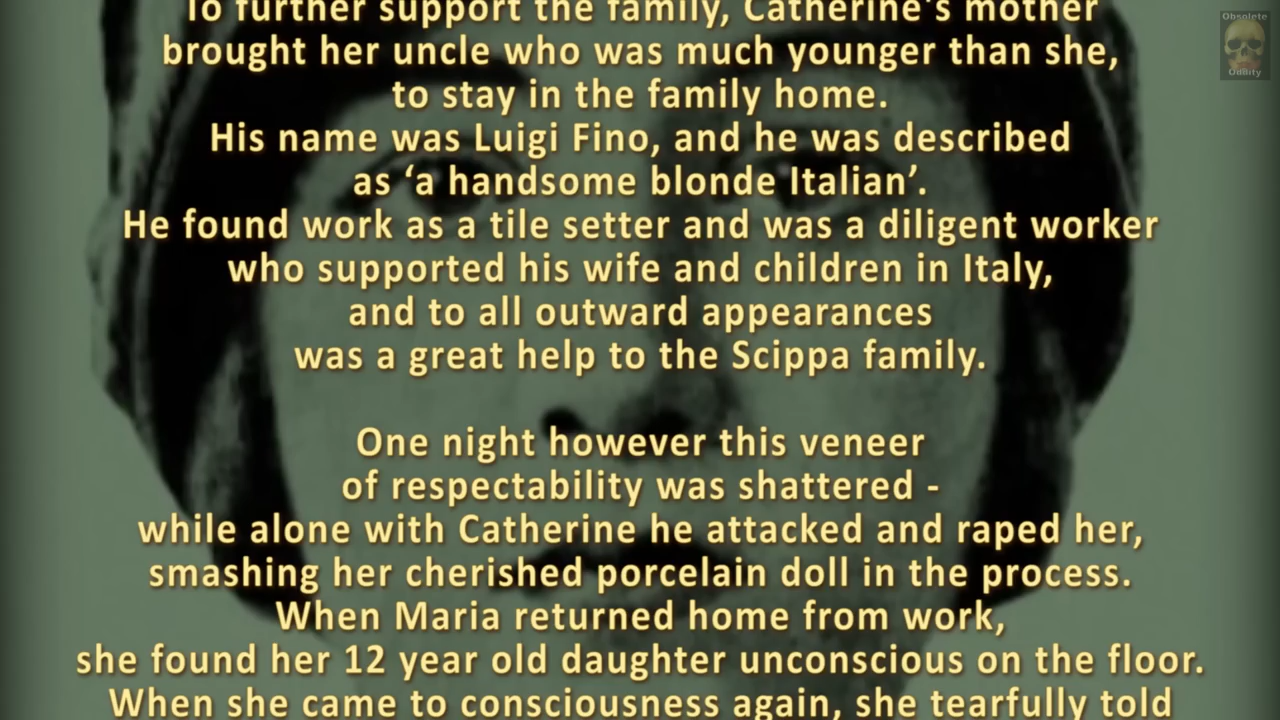 To further support the family, Catherine's mother
brought her uncle who was much younger than she,
to stay in the family home.
His name was Luigi Fino, and he was described
as ‘a handsome blonde Italian’.
He found work as a tile setter and was a diligent worker
who supported his wife and children in Italy,
and to all outward appearances
was a great help to the Scippa family.
One night however this veneer
of respectability was shattered -
while alone with Catherine he attacked and raped her,
smashing her cherished porcelain doll in the process.
When Maria returned home from work,
she found her 12 year old daughter unconscious on the floor.
When she came to consciousness again, she tearfully told
Obsolete
Oddity